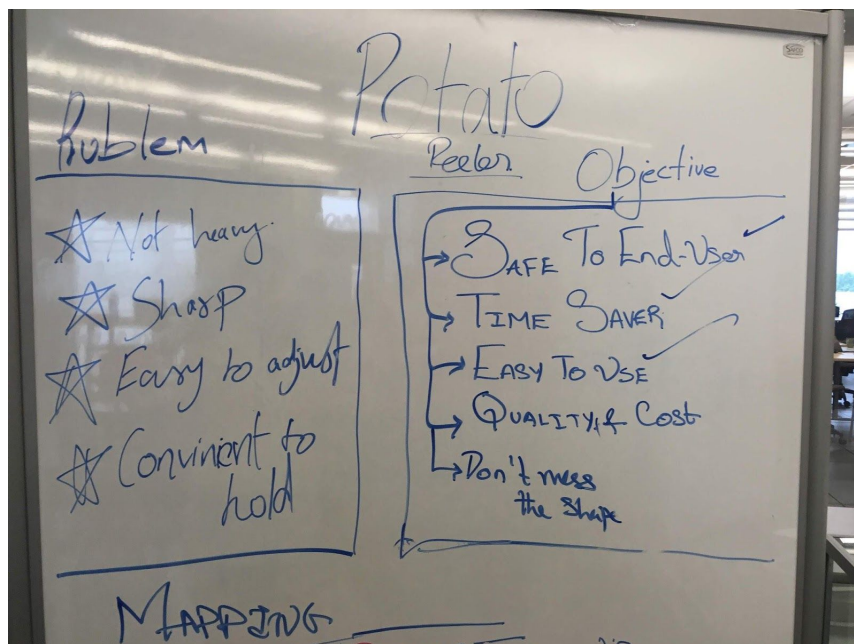 Potato
Peeler
Problem
Not heavy.
Sharp
Easy to adjust
Convinient to
hold
Objective
SAFE To End-User
TIME SAVER
EASY TO USE
QUALITY & COST
Don't mess
the shape
MAPPING